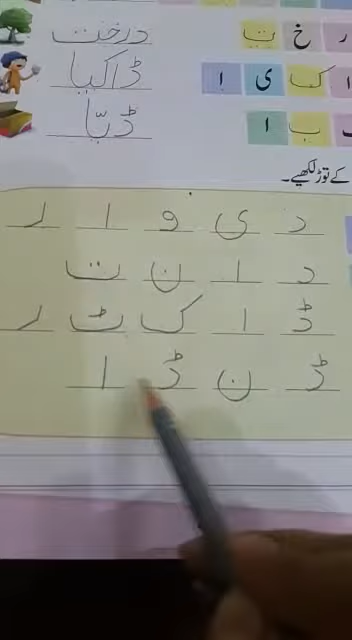 ر خ ت درخت
ا ک ی ا ڈاکیا
ب ا ڈبّا
کے توڑ لکھیے۔
د ی و ا ر
د ا ن ت
ڈ ا ک ٹ ر
ڈ ن ڈ ا